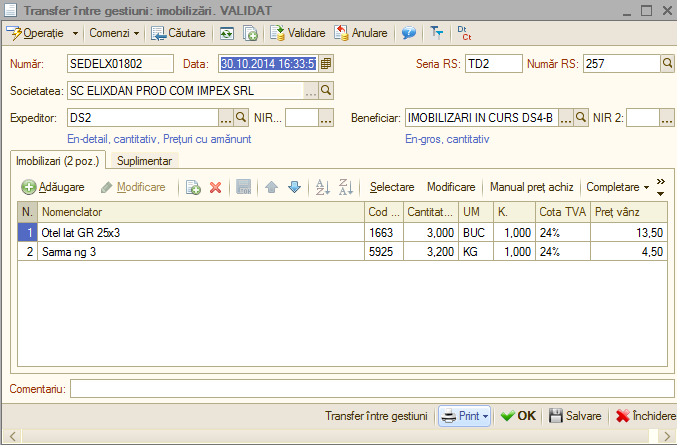 Transfer între gestiuni: imobilizări. VALIDAT
Operație Comenzi Căutare Validare Anulare Dt Ct
Număr: SEDELX01802 Data: 30.10.2014 16:33:5 Seria RS: TD2 Număr RS: 257
Societatea: SC ELIXDAN PROD COM IMPEX SRL ...
Expeditor: DS2 ... NIR... ... Beneficiar: IMOBILIZARI IN CURS DS4-B ... NIR 2: ...
En-detail, cantitativ, Prețuri cu amănunt En-gros, cantitativ
Imobilizari (2 poz.) Suplimentar
Adăugare Modificare Selectare Modificare Manual preț achiz Completare
N. Nomenclator Cod ... Cantitat... UM K. Cota TVA Preț vânz
1 Otel lat GR 25x3 1663 3,000 BUC 1,000 24% 13,50
2 Sarma ng 3 5925 3,200 KG 1,000 24% 4,50
Comentariu:
Transfer între gestiuni Print OK Salvare Închidere